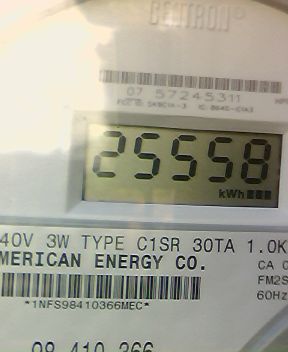 CENTRON®
07 57245311
25558
kWh
40V 3W TYPE C1SR 30TA 1.0K
MERICAN ENERGY CO.
CA 0
FM2S
60Hz
*1NFS98410366MEC*
98 410 366